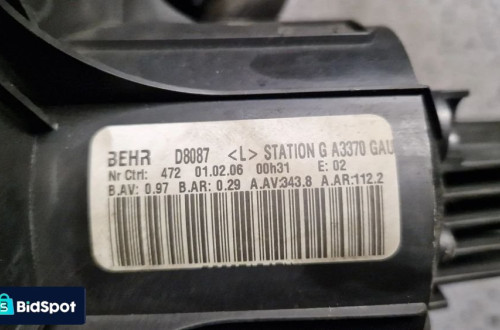 BEHR D8087 <L> STATION G A3370 GAU
Nr Ctrl: 472 01.02.06 00h31 E: 02
B.AV: 0.97 B.AR: 0.29 A.AV:343.8 A.AR:112.2
BidSpot